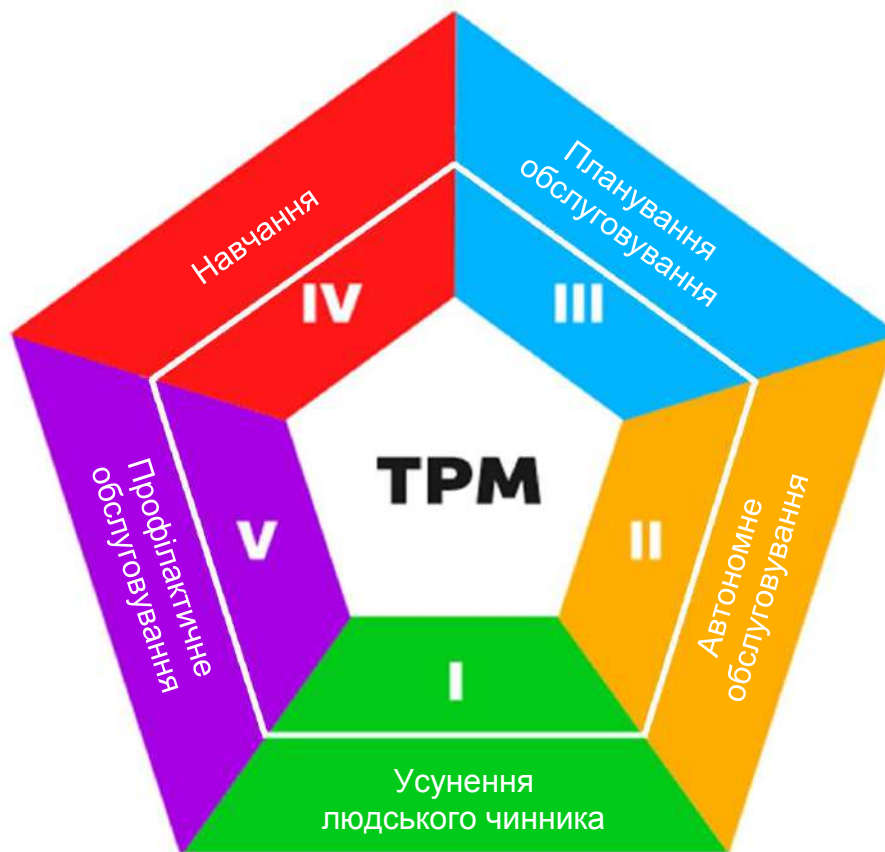 Навчання
IV
Планування
обслуговування
III
TPM
Профілактичне
обслуговування
V
II
Автономне
обслуговування
I
Усунення
людського чинника